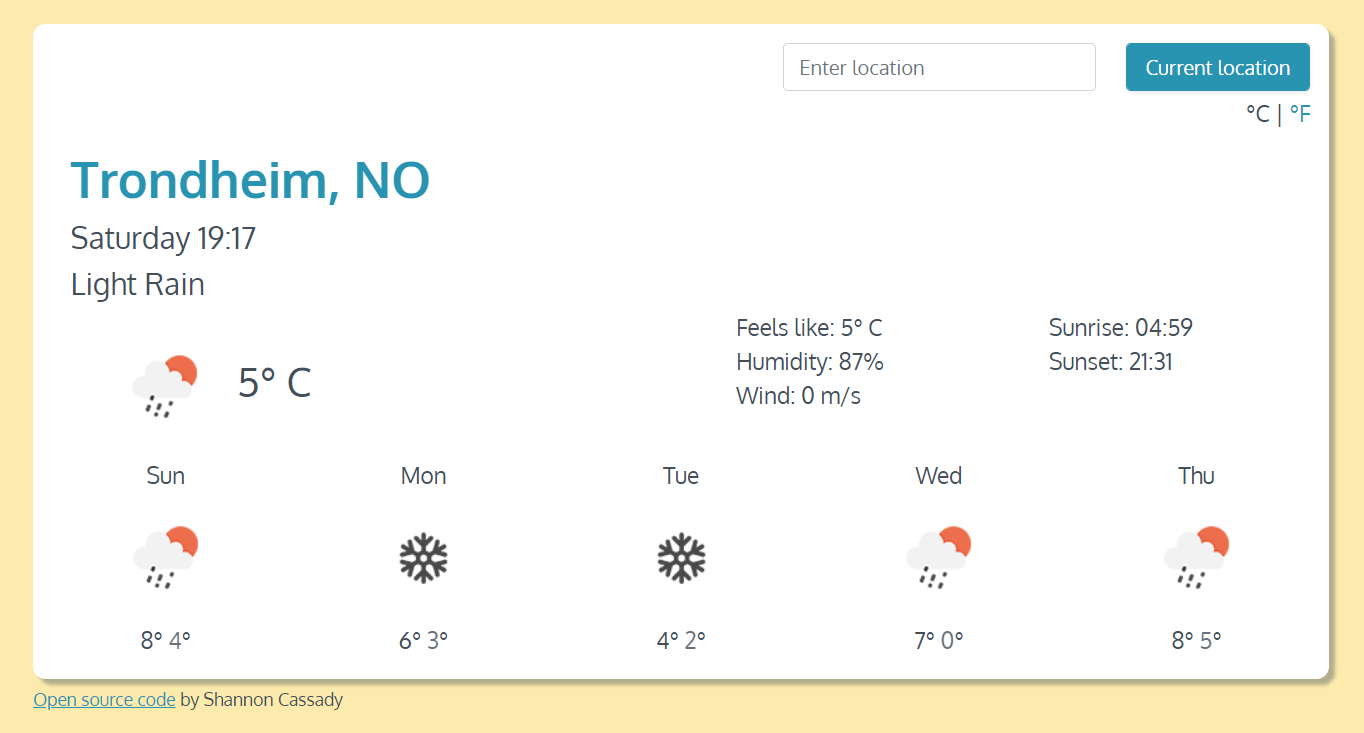 Enter location
Current location
°C | °F
Trondheim, NO
Saturday 19:17
Light Rain
5° C
Feels like: 5° C
Humidity: 87%
Wind: 0 m/s
Sunrise: 04:59
Sunset: 21:31
Sun Mon Tue Wed Thu
8° 4° 6° 3° 4° 2° 7° 0° 8° 5°
Open source code by Shannon Cassady